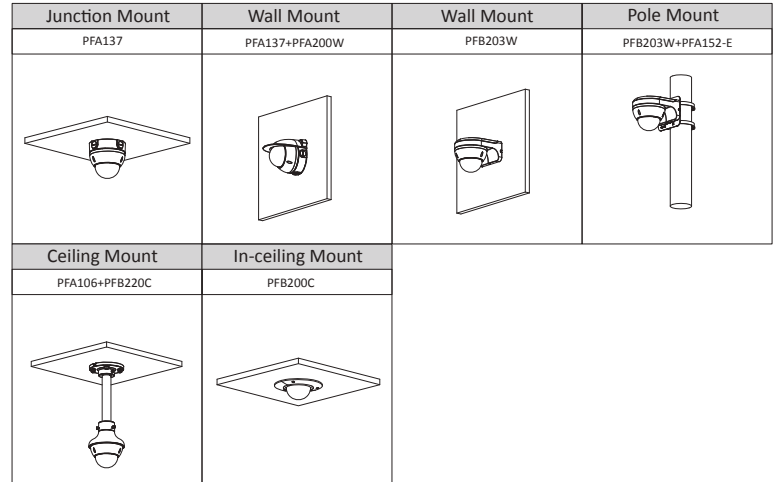 Junction Mount
PFA137
Wall Mount
PFA137+PFA200W
Wall Mount
PFB203W
Pole Mount
PFB203W+PFA152-E
Ceiling Mount
PFA106+PFB220C
In-ceiling Mount
PFB200C